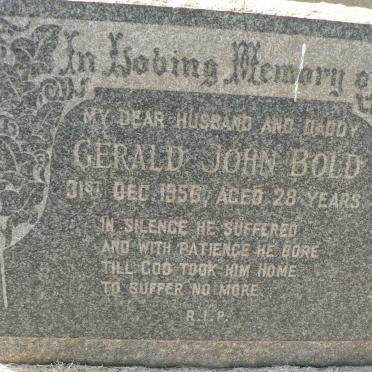 In Loving Memory of
MY DEAR HUSBAND AND DADDY
GERALD JOHN BOLD
31ST DEC. 1956, AGED 28 YEARS
IN SILENCE HE SUFFERED
AND WITH PATIENCE HE BORE
TILL GOD TOOK HIM HOME
TO SUFFER NO MORE.
R.I.P.